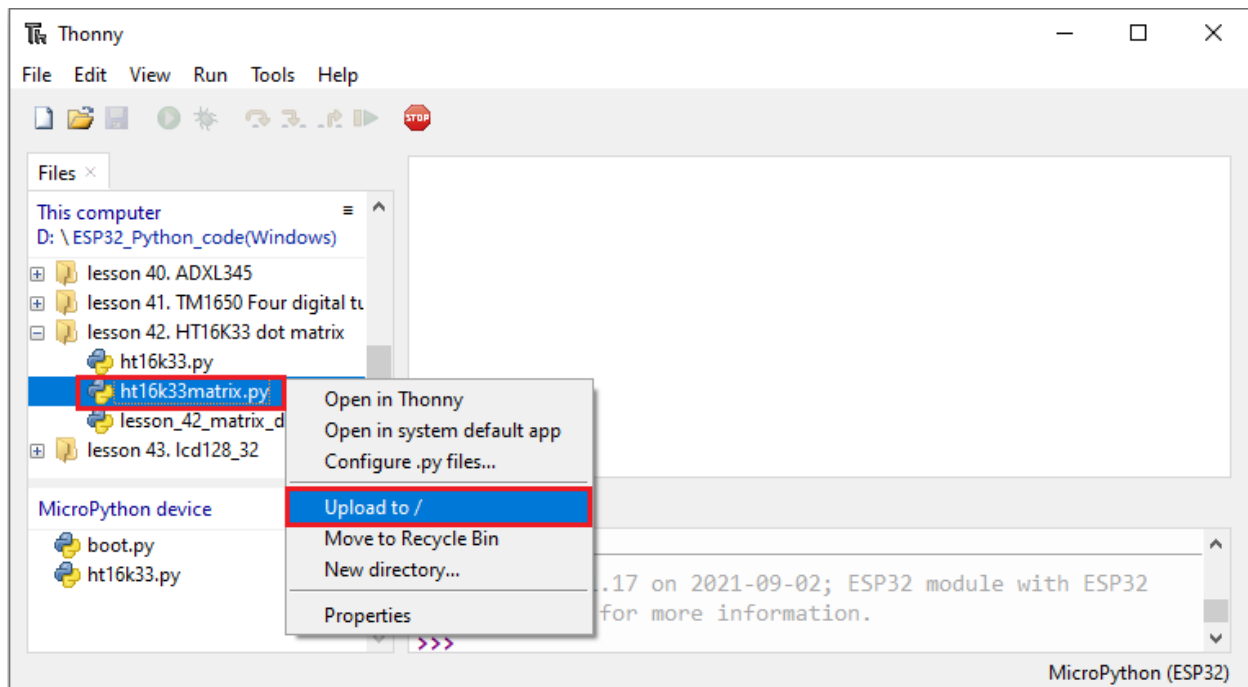 Thonny
File Edit View Run Tools Help
STOP
Files
This computer
D: \ ESP32_Python_code(Windows)
lesson 40. ADXL345
lesson 41. TM1650 Four digital tu
lesson 42. HT16K33 dot matrix
ht16k33.py
ht16k33matrix.py
lesson_42_matrix_d
lesson 43. lcd128_32
Open in Thonny
Open in system default app
Configure .py files...
Upload to /
Move to Recycle Bin
New directory...
Properties
MicroPython device
boot.py
ht16k33.py
.17 on 2021-09-02; ESP32 module with ESP32
for more information.
>>>
MicroPython (ESP32)